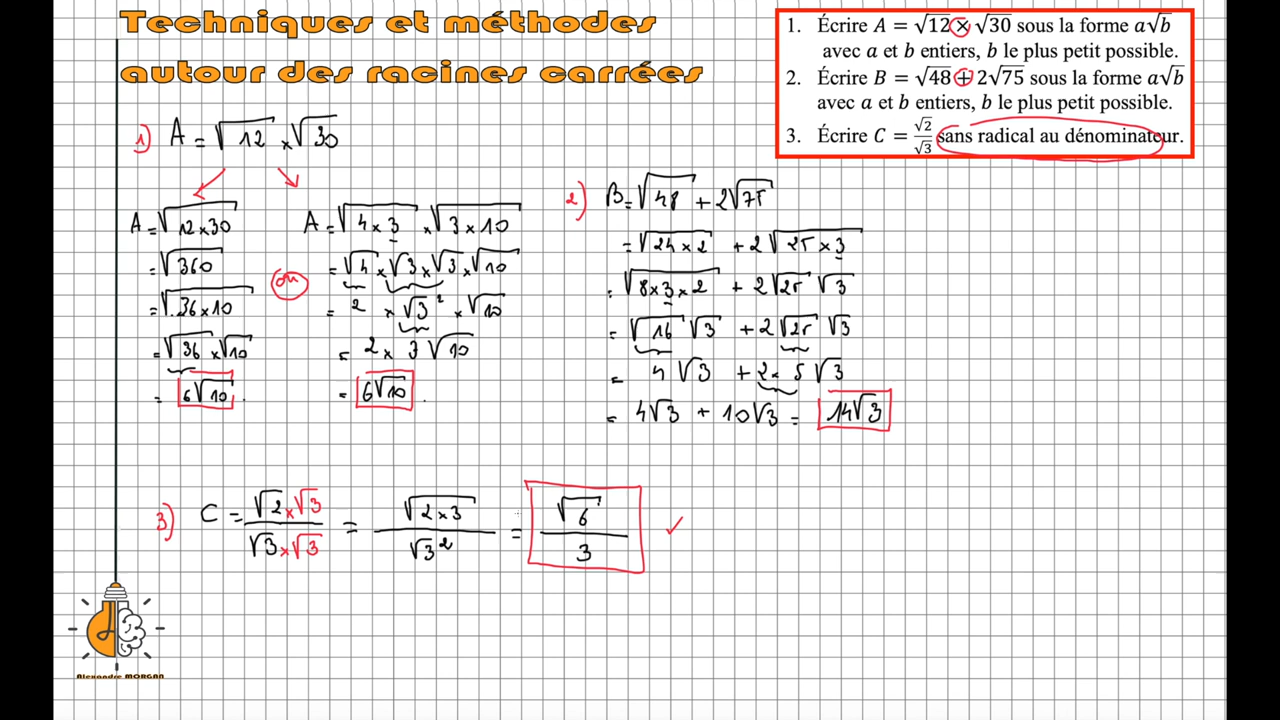 Techniques et méthodes
autour des racines carrées
1. Écrire A = √12 × √30 sous la forme a√b
avec a et b entiers, b le plus petit possible.
2. Écrire B = √48 + 2√75 sous la forme a√b
avec a et b entiers, b le plus petit possible.
3. Écrire C = √2/√3 sans radical au dénominateur.
1) A = √12 × √30
A = √12×30
= √360
= √36×10
= √36 × √10
= 6√10.
ou
A = √4×3 × √3×10
= √4 × √3 × √3 × √10
= 2 × √3² × √10
= 2 × 3√10
= 6√10.
2) B = √48 + 2√75
= √24×2 + 2√25×3
= √8×3×2 + 2√25 √3
= √16 √3 + 2√25 √3
= 4√3 + 2×5√3
= 4√3 + 10√3 = 14√3
3) C = √2×√3/√3×√3 = √2×3/√3² = √6/3 ✓
Alexandre MORGAN